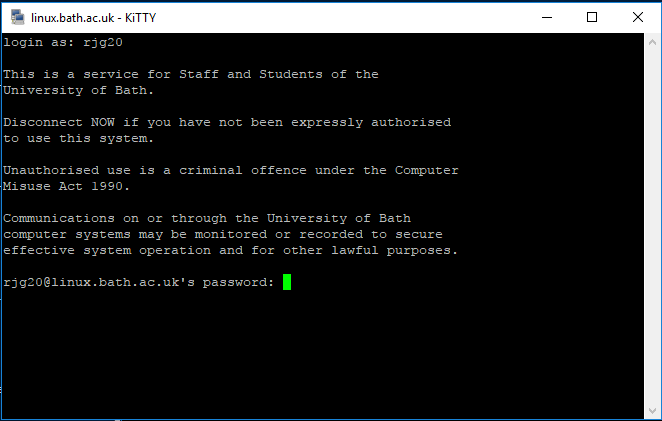 linux.bath.ac.uk - KiTTY
login as: rjg20
This is a service for Staff and Students of the
University of Bath.
Disconnect NOW if you have not been expressly authorised
to use this system.
Unauthorised use is a criminal offence under the Computer
Misuse Act 1990.
Communications on or through the University of Bath
computer systems may be monitored or recorded to secure
effective system operation and for other lawful purposes.
rjg20@linux.bath.ac.uk's password: